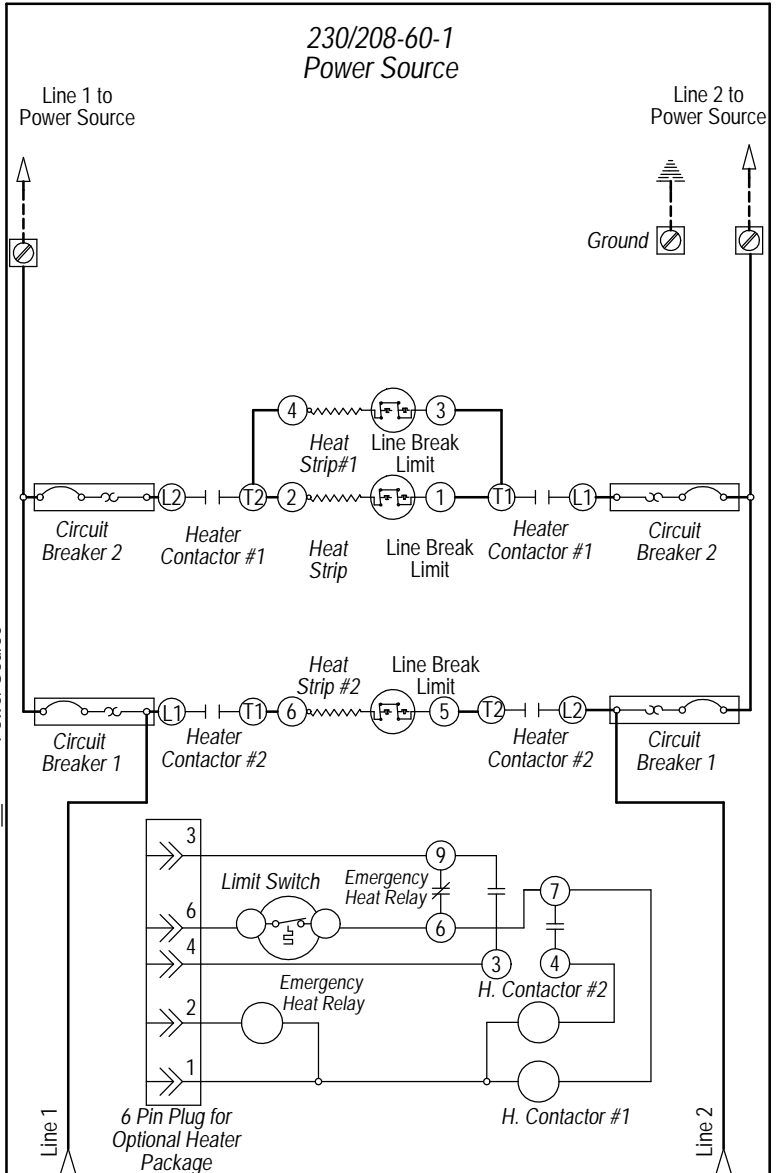 230/208-60-1
Power Source
Line 1 to
Power Source
Line 2 to
Power Source
Ground
4
3
Heat
Strip#1
Line Break
Limit
L2
T2
2
1
T1
L1
Circuit
Breaker 2
Heater
Contactor #1
Heat
Strip
Line Break
Limit
Heater
Contactor #1
Circuit
Breaker 2
Heat
Strip #2
Line Break
Limit
L1
T1
6
5
T2
L2
Circuit
Breaker 1
Heater
Contactor #2
Heater
Contactor #2
Circuit
Breaker 1
3
9
Limit Switch
Emergency
Heat Relay
7
6
6
4
3
4
H. Contactor #2
Emergency
Heat Relay
2
1
H. Contactor #1
6 Pin Plug for
Optional Heater
Package
Line 1
Line 2